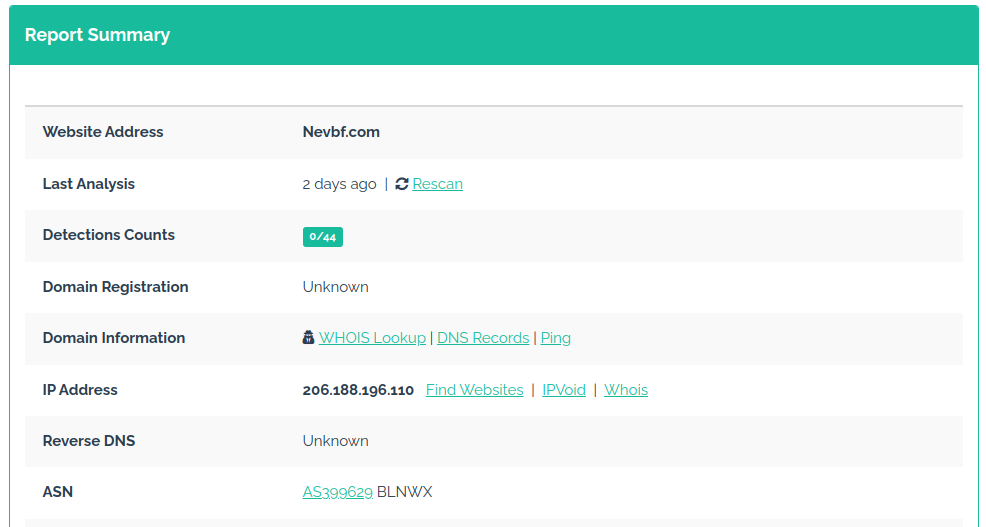 Report Summary
Website Address Nevbf.com
Last Analysis 2 days ago | Rescan
Detections Counts 0/44
Domain Registration Unknown
Domain Information WHOIS Lookup | DNS Records | Ping
IP Address 206.188.196.110 Find Websites | IPVoid | Whois
Reverse DNS Unknown
ASN AS399629 BLNWX